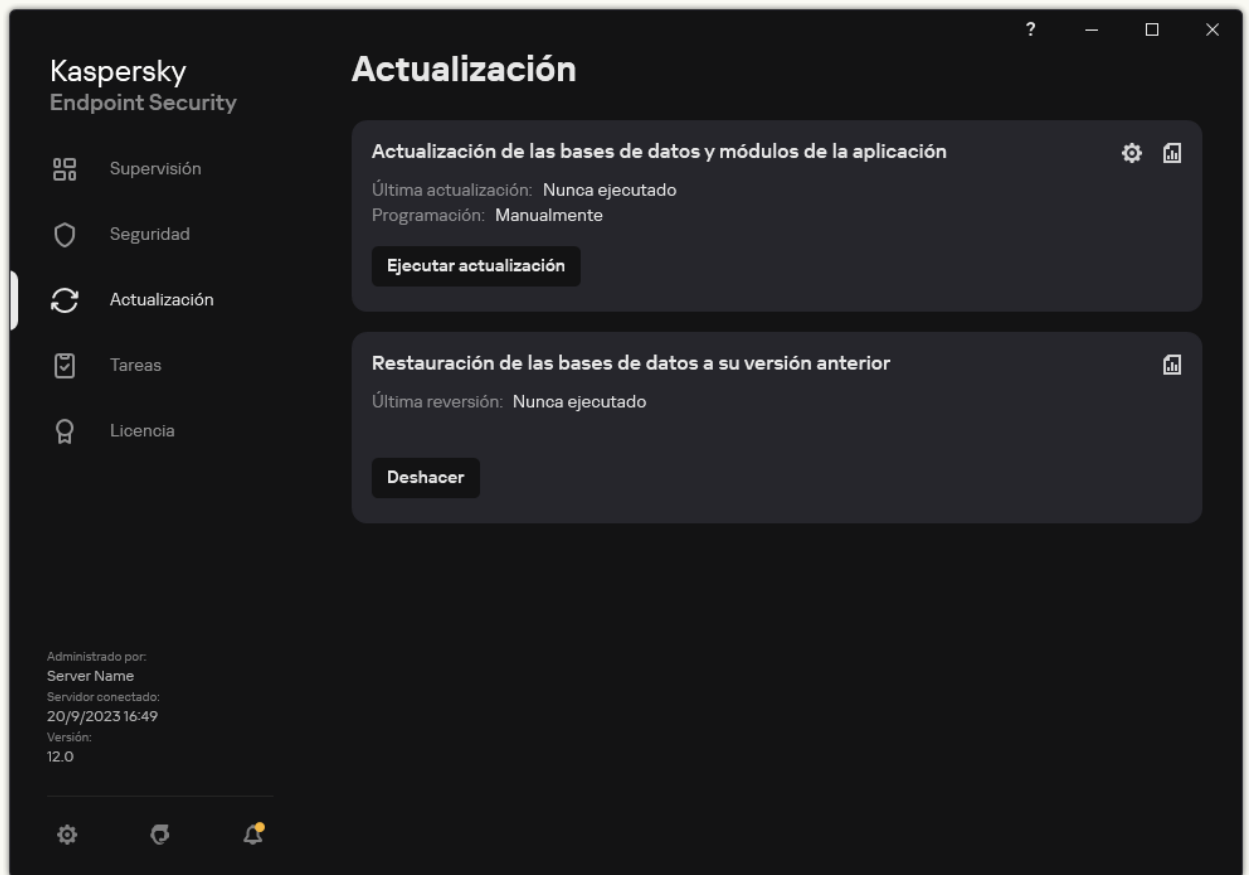 ?
Kaspersky
Endpoint Security
Supervisión
Seguridad
Actualización
Tareas
Licencia
Administrado por:
Server Name
Servidor conectado:
20/9/2023 16:49
Versión:
12.0
Actualización
Actualización de las bases de datos y módulos de la aplicación
Última actualización: Nunca ejecutado
Programación: Manualmente
Ejecutar actualización
Restauración de las bases de datos a su versión anterior
Última reversión: Nunca ejecutado
Deshacer